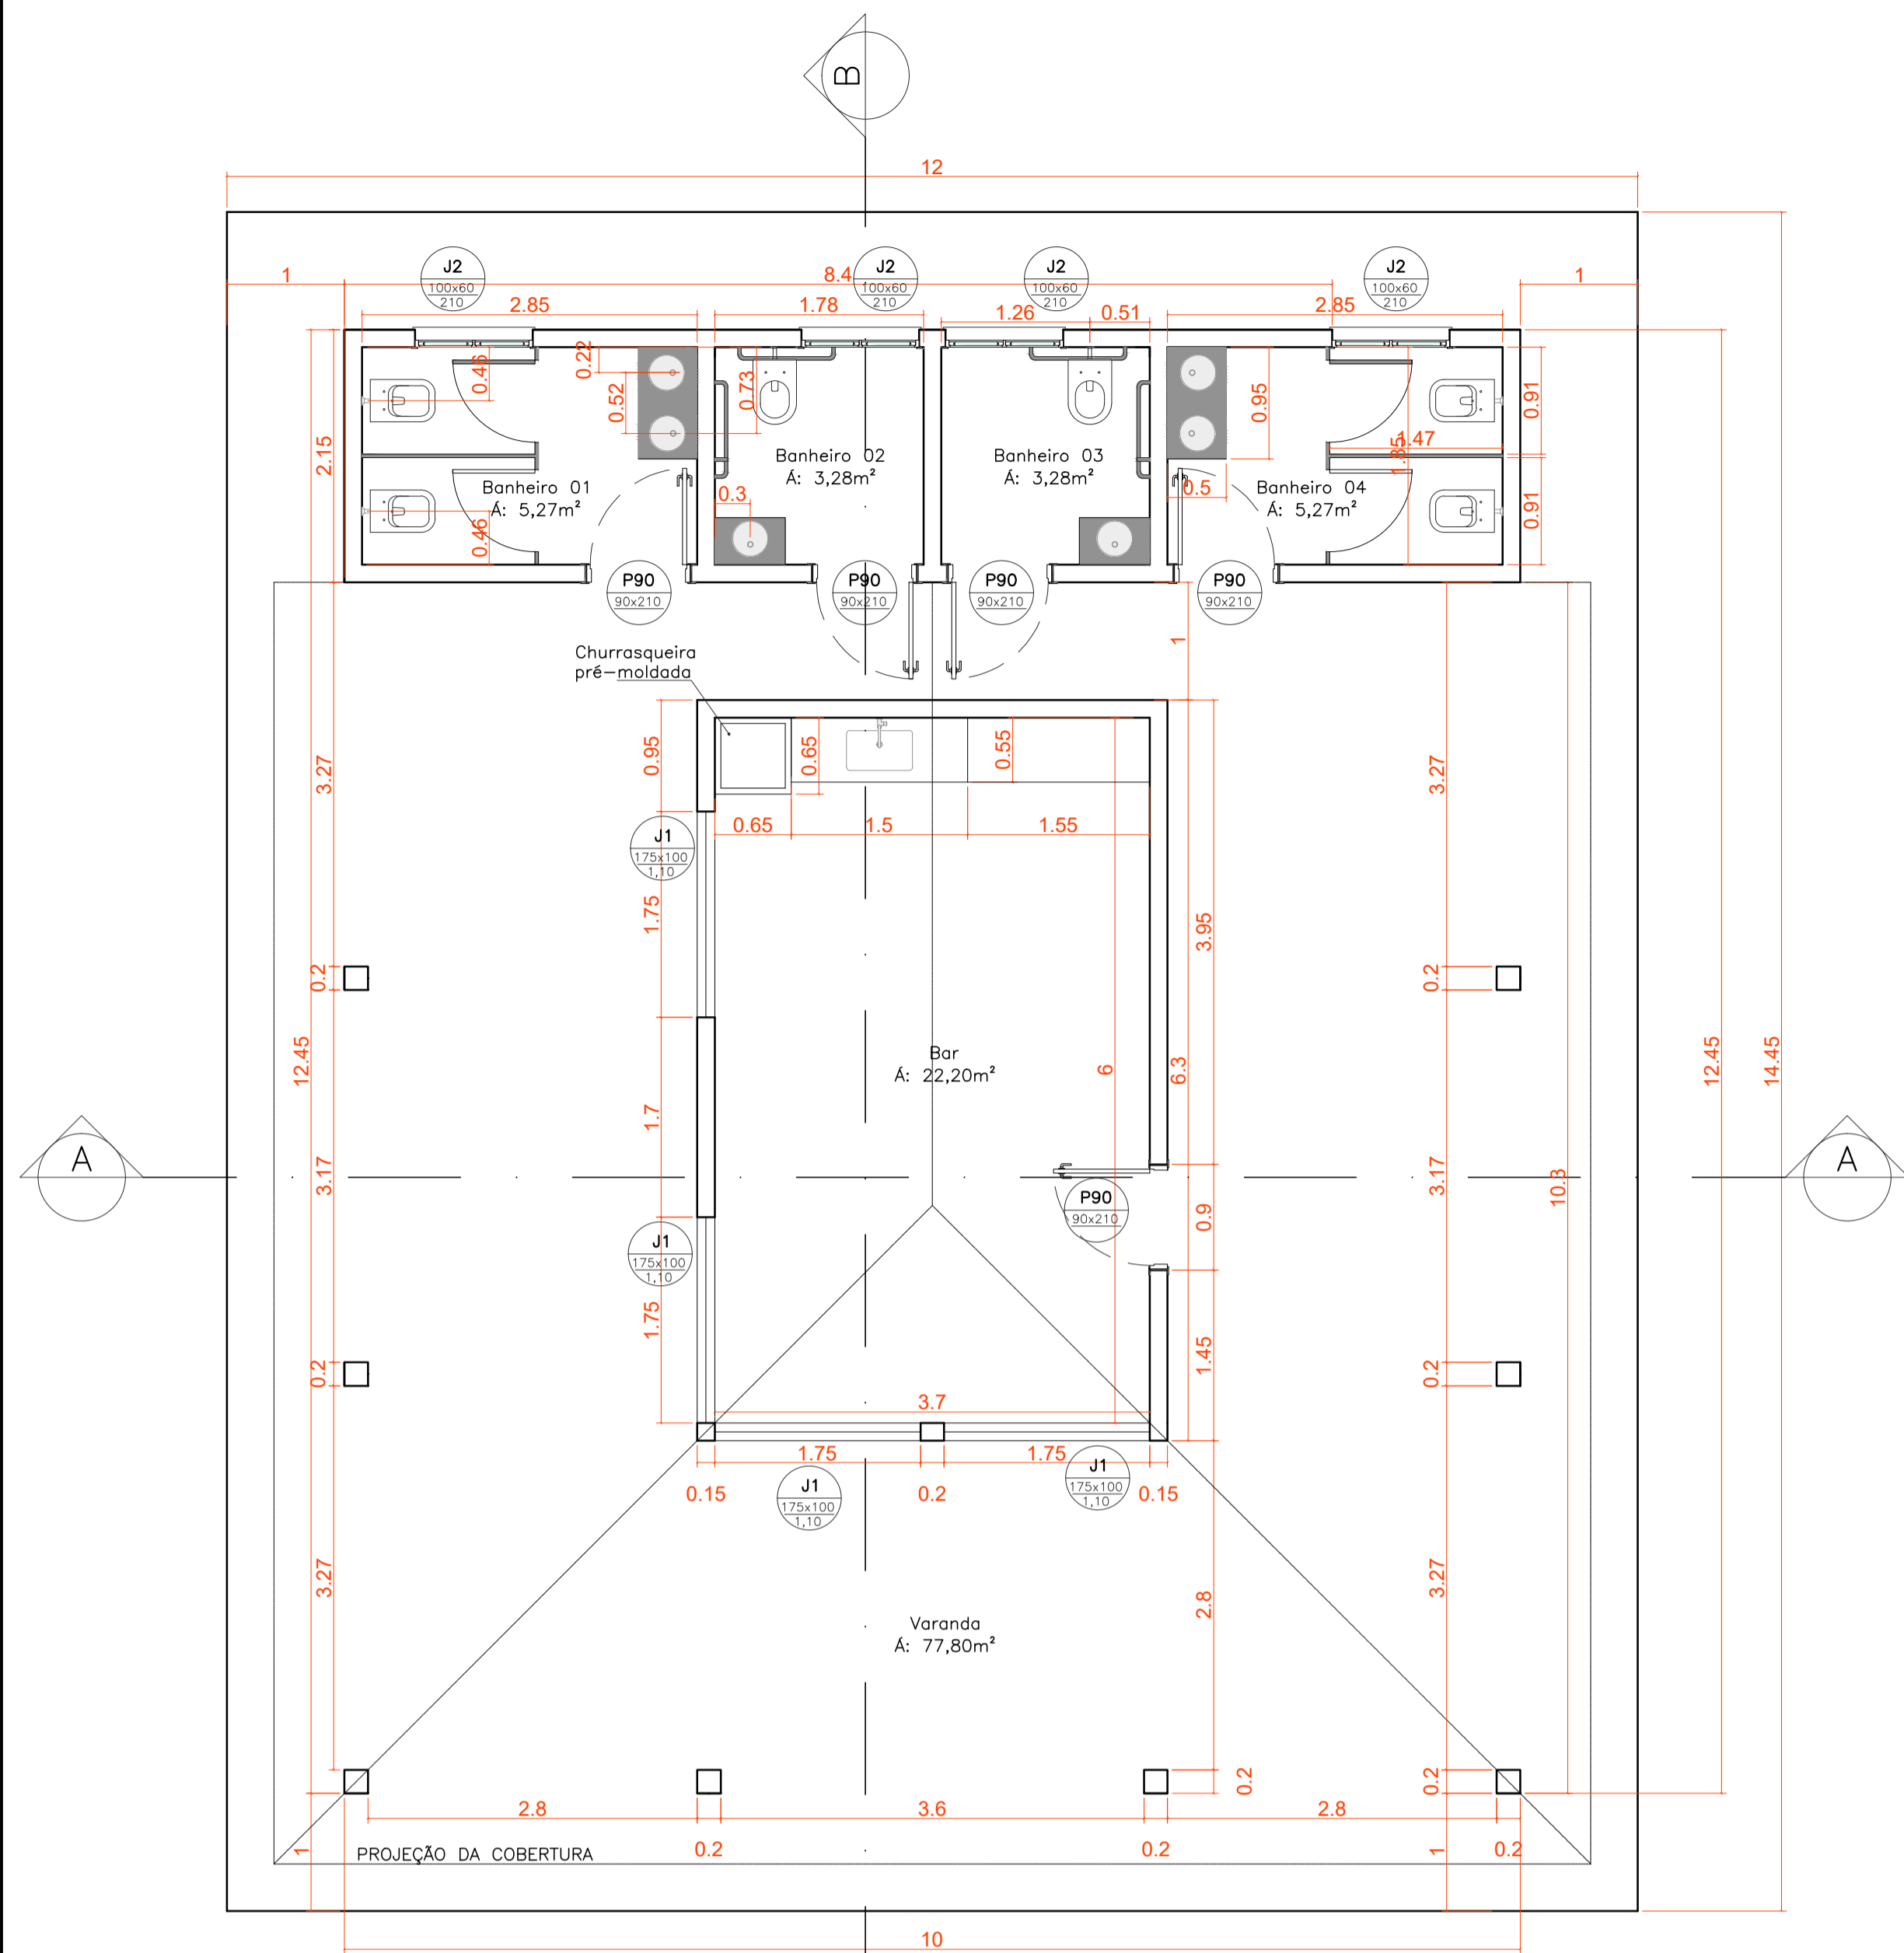 B
12
J2
100x60
210
J2
100x60
210
J2
100x60
210
J2
100x60
210
1
8.4
1
2.85
1.78
1.26
0.51
2.85
0.46
0.22
0.52
0.73
0.95
0.91
1.47
1.85
2.15
Banheiro 01
Á: 5,27m²
Banheiro 02
Á: 3,28m²
Banheiro 03
Á: 3,28m²
Banheiro 04
Á: 5,27m²
0.46
0.3
0.5
0.91
P90
90x210
P90
90x210
P90
90x210
P90
90x210
1
Churrasqueira
pré-moldada
3.27
0.95
0.65
0.55
3.27
0.65
1.5
1.55
J1
175x100
1,10
1.75
3.95
0.2
0.2
12.45
Bar
Á: 22,20m²
6
6.3
12.45
14.45
1.7
A
3.17
3.17
10.3
A
P90
90x210
0.9
J1
175x100
1,10
1.75
1.45
0.2
0.2
3.7
1.75
1.75
0.15
J1
175x100
1,10
0.2
J1
175x100
1,10
0.15
3.27
2.8
3.27
Varanda
Á: 77,80m²
0.2
0.2
2.8
3.6
2.8
1
PROJEÇÃO DA COBERTURA
0.2
0.2
1
0.2
10